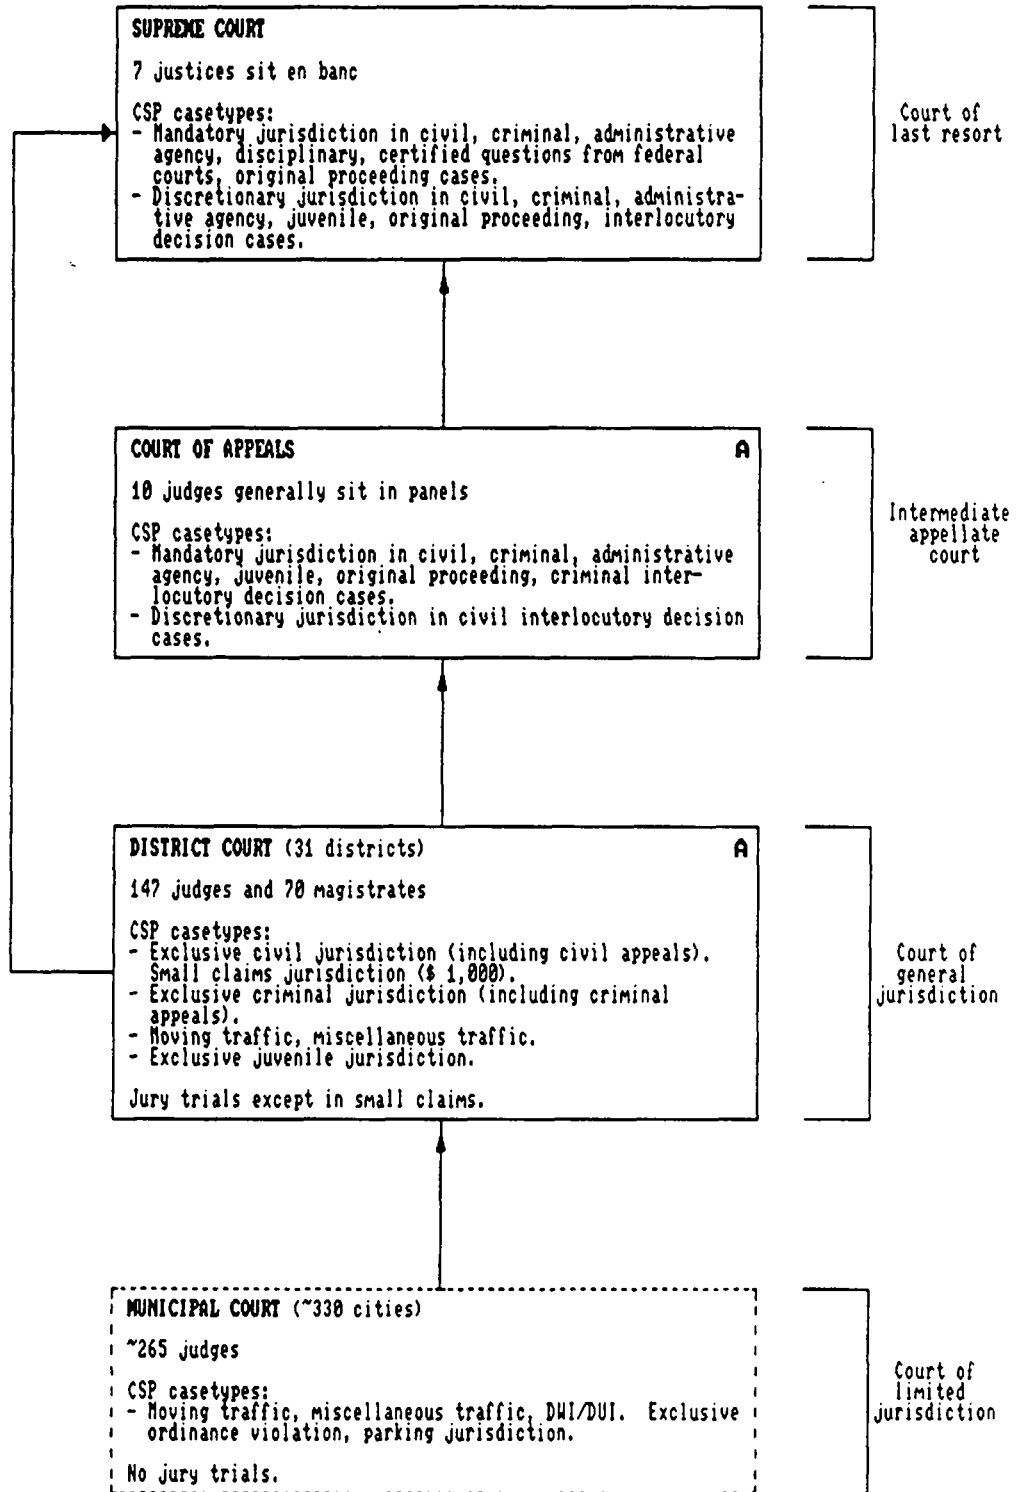 SUPREME COURT
7 justices sit en banc
CSP casetypes:
- Mandatory jurisdiction in civil, criminal, administrative
agency, disciplinary, certified questions from federal
courts, original proceeding cases.
- Discretionary jurisdiction in civil, criminal, administra-
tive agency, juvenile, original proceeding, interlocutory
decision cases.
Court of
last resort
COURT OF APPEALS A
10 judges generally sit in panels
CSP casetypes:
- Mandatory jurisdiction in civil, criminal, administrative
agency, juvenile, original proceeding, criminal inter-
locutory decision cases.
- Discretionary jurisdiction in civil interlocutory decision
cases.
Intermediate
appellate
court
DISTRICT COURT (31 districts) A
147 judges and 70 magistrates
CSP casetypes:
- Exclusive civil jurisdiction (including civil appeals).
Small claims jurisdiction ($ 1,000).
- Exclusive criminal jurisdiction (including criminal
appeals).
- Moving traffic, miscellaneous traffic.
- Exclusive juvenile jurisdiction.
Jury trials except in small claims.
Court of
general
jurisdiction
MUNICIPAL COURT (~330 cities)
~265 judges
CSP casetypes:
- Moving traffic, miscellaneous traffic, DWI/DUI. Exclusive
ordinance violation, parking jurisdiction.
No jury trials.
Court of
limited
jurisdiction